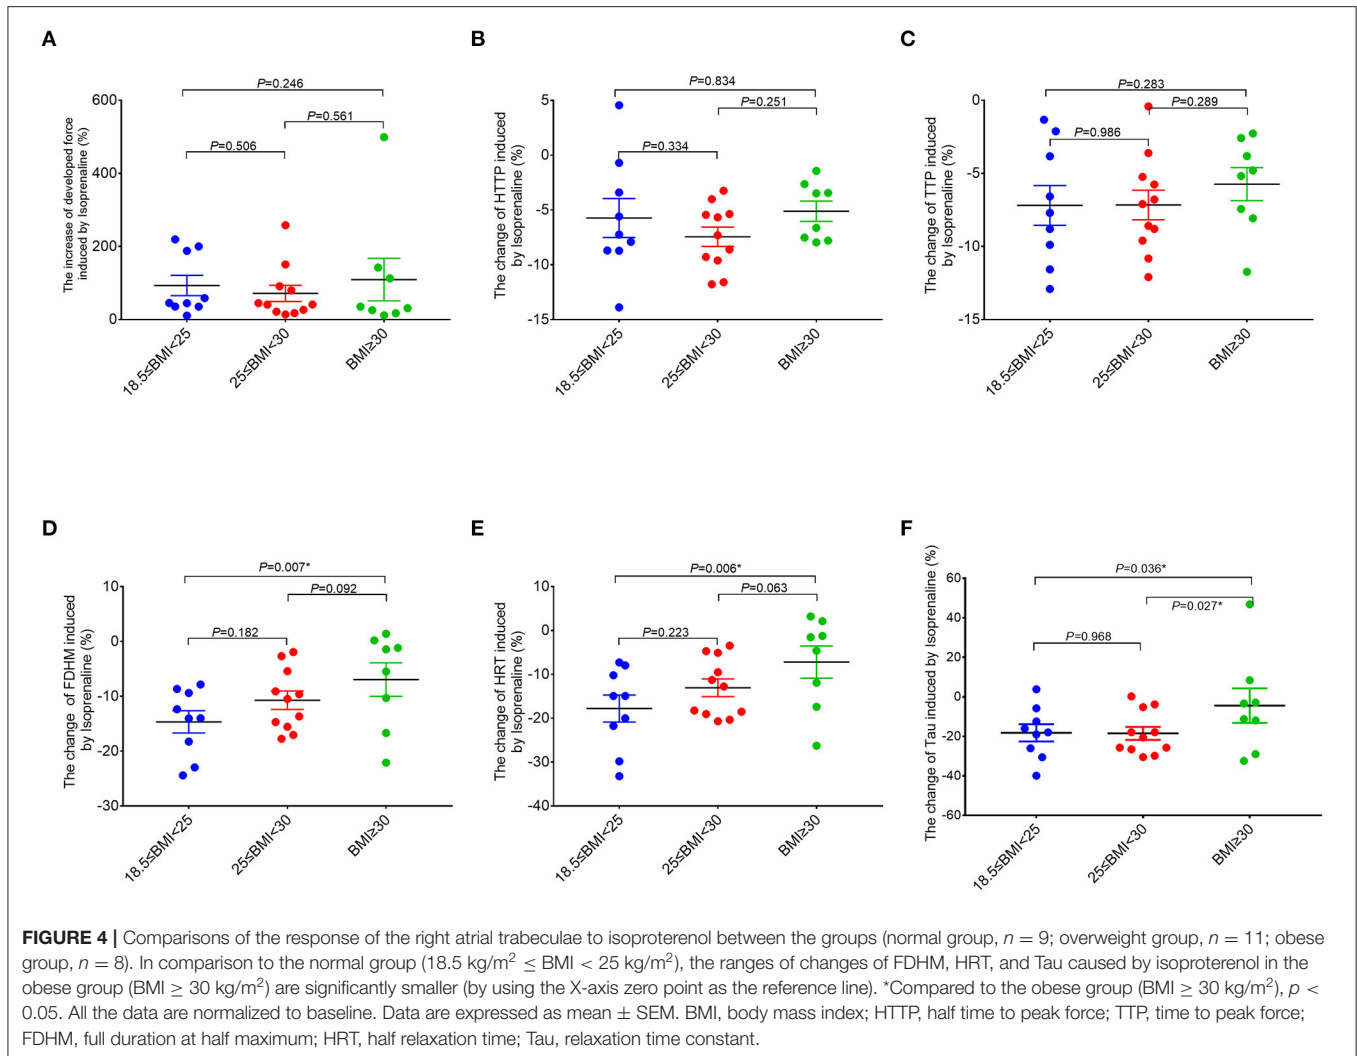 A
B
C
P=0.246
P=0.561
P=0.506
The increase of developed force
induced by Isoprenaline (%)
600
400
200
0
18.5≤BMI<25
25≤BMI<30
BMI≥30
P=0.834
P=0.251
P=0.334
The change of HTTP induced
by Isoprenaline (%)
5
0
-5
-10
-15
18.5≤BMI<25
25≤BMI<30
BMI≥30
P=0.283
P=0.289
P=0.986
The change of TTP induced
by Isoprenaline (%)
0
-5
-10
-15
18.5≤BMI<25
25≤BMI<30
BMI≥30
D
E
F
P=0.007*
P=0.092
P=0.182
The change of FDHM induced
by Isoprenaline (%)
10
0
-10
-20
-30
18.5≤BMI<25
25≤BMI<30
BMI≥30
P=0.006*
P=0.063
P=0.223
The change of HRT induced
by Isoprenaline (%)
10
0
-10
-20
-30
-40
18.5≤BMI<25
25≤BMI<30
BMI≥30
P=0.036*
P=0.027*
P=0.968
The change of Tau induced by Isoprenaline (%)
60
40
20
0
-20
-40
-60
18.5≤BMI<25
25≤BMI<30
BMI≥30
FIGURE 4 | Comparisons of the response of the right atrial trabeculae to isoproterenol between the groups (normal group, n = 9; overweight group, n = 11; obese
group, n = 8). In comparison to the normal group (18.5 kg/m² ≤ BMI < 25 kg/m²), the ranges of changes of FDHM, HRT, and Tau caused by isoproterenol in the
obese group (BMI ≥ 30 kg/m²) are significantly smaller (by using the X-axis zero point as the reference line). *Compared to the obese group (BMI ≥ 30 kg/m²), p <
0.05. All the data are normalized to baseline. Data are expressed as mean ± SEM. BMI, body mass index; HTTP, half time to peak force; TTP, time to peak force;
FDHM, full duration at half maximum; HRT, half relaxation time; Tau, relaxation time constant.